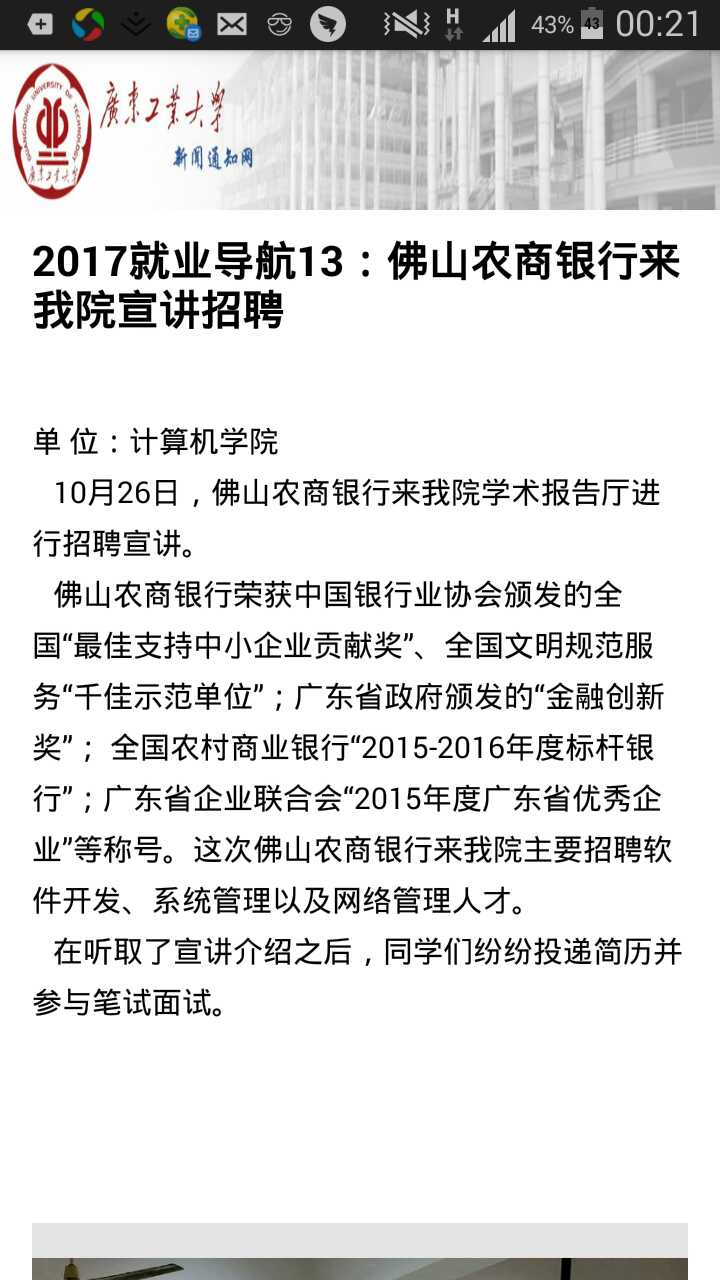 H
43%
43
00:21
GUANGDONG UNIVERSITY OF TECHNOLOGY
廣東工業大學
廣東工業大學
新闻通知网
2017就业导航13：佛山农商银行来
我院宣讲招聘
单 位：计算机学院
10月26日，佛山农商银行来我院学术报告厅进
行招聘宣讲。
佛山农商银行荣获中国银行业协会颁发的全
国“最佳支持中小企业贡献奖”、全国文明规范服
务“千佳示范单位”；广东省政府颁发的“金融创新
奖”； 全国农村商业银行“2015-2016年度标杆银
行”；广东省企业联合会“2015年度广东省优秀企
业”等称号。这次佛山农商银行来我院主要招聘软
件开发、系统管理以及网络管理人才。
在听取了宣讲介绍之后，同学们纷纷投递简历并
参与笔试面试。